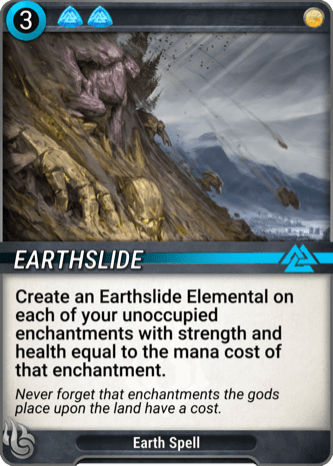 3
EARTHSLIDE
Create an Earthslide Elemental on
each of your unoccupied
enchantments with strength and
health equal to the mana cost of
that enchantment.
Never forget that enchantments the gods
place upon the land have a cost.
Earth Spell